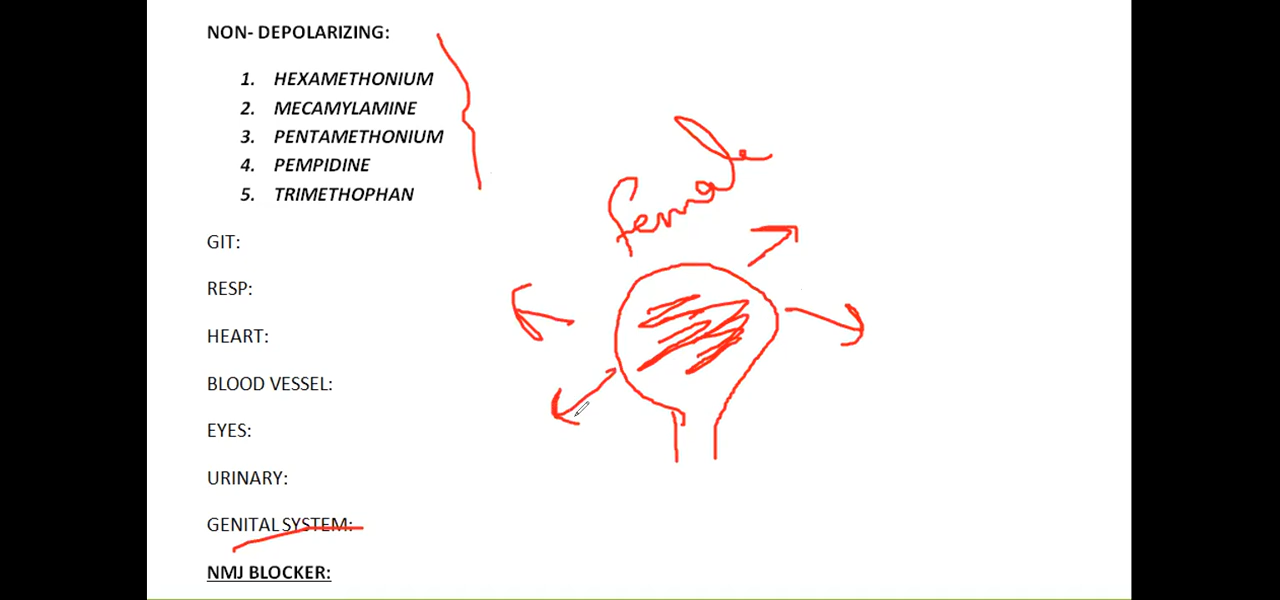 NON- DEPOLARIZING:
1. HEXAMETHONIUM
2. MECAMYLAMINE
3. PENTAMETHONIUM
4. PEMPIDINE
5. TRIMETHOPHAN
GIT:
RESP:
HEART:
BLOOD VESSEL:
EYES:
URINARY:
GENITAL SYSTEM:
NMJ BLOCKER:
female